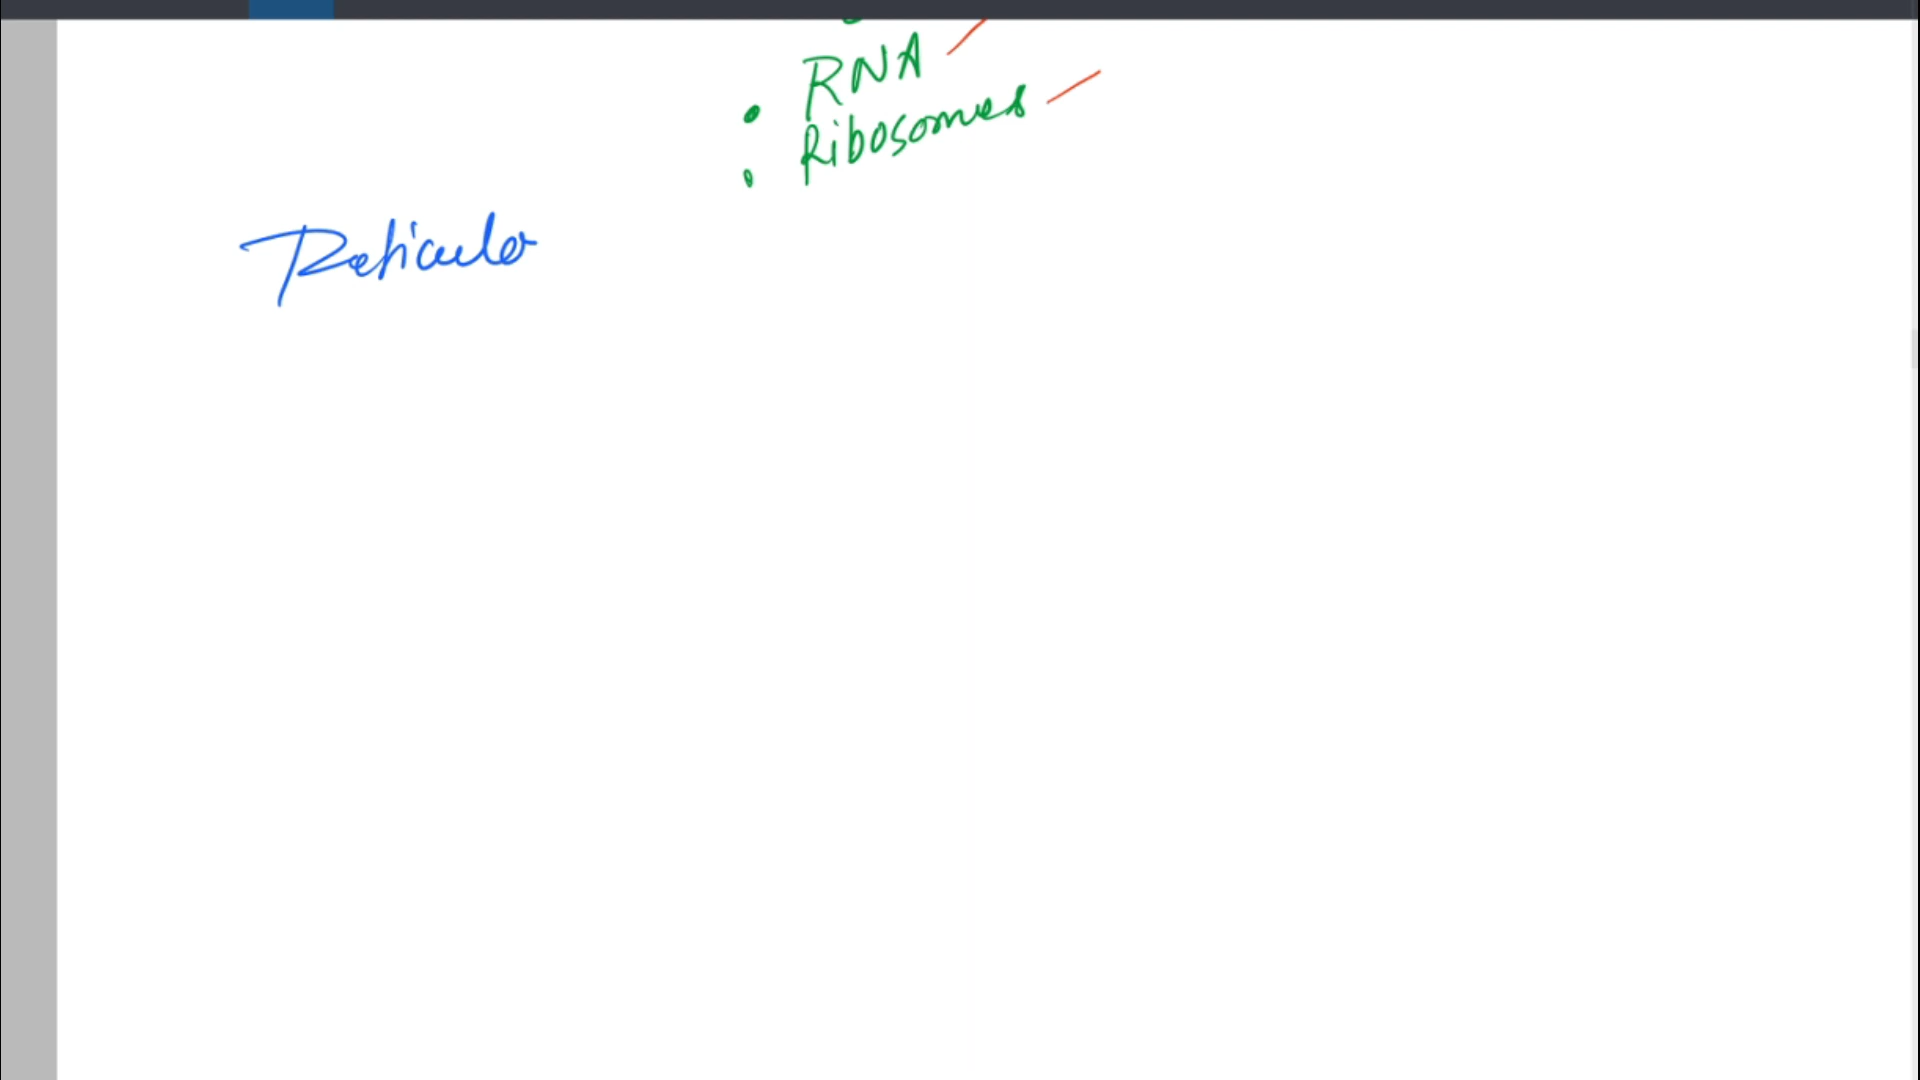 • RNA
• Ribosomes
Reticulo